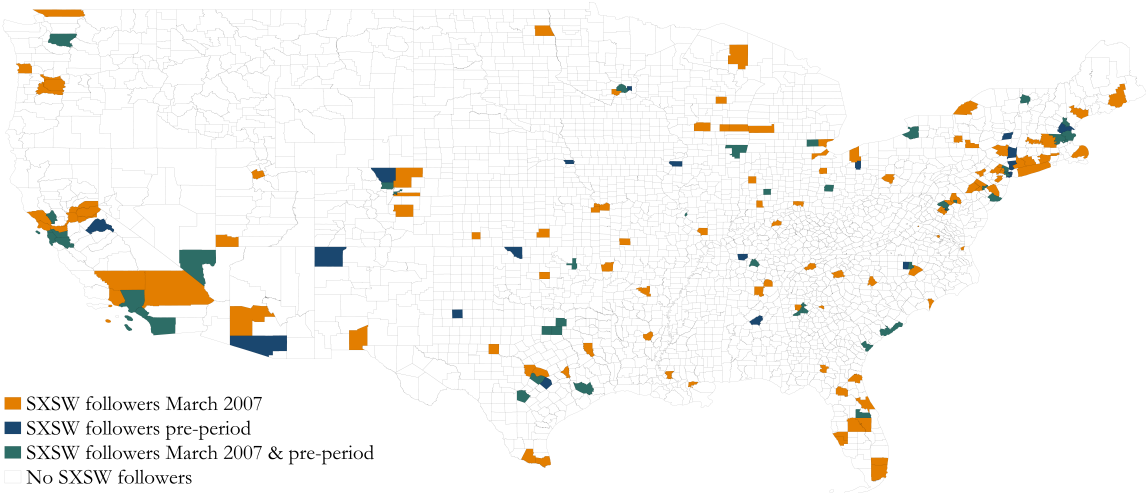 SXSW followers March 2007
SXSW followers pre-period
SXSW followers March 2007 & pre-period
No SXSW followers